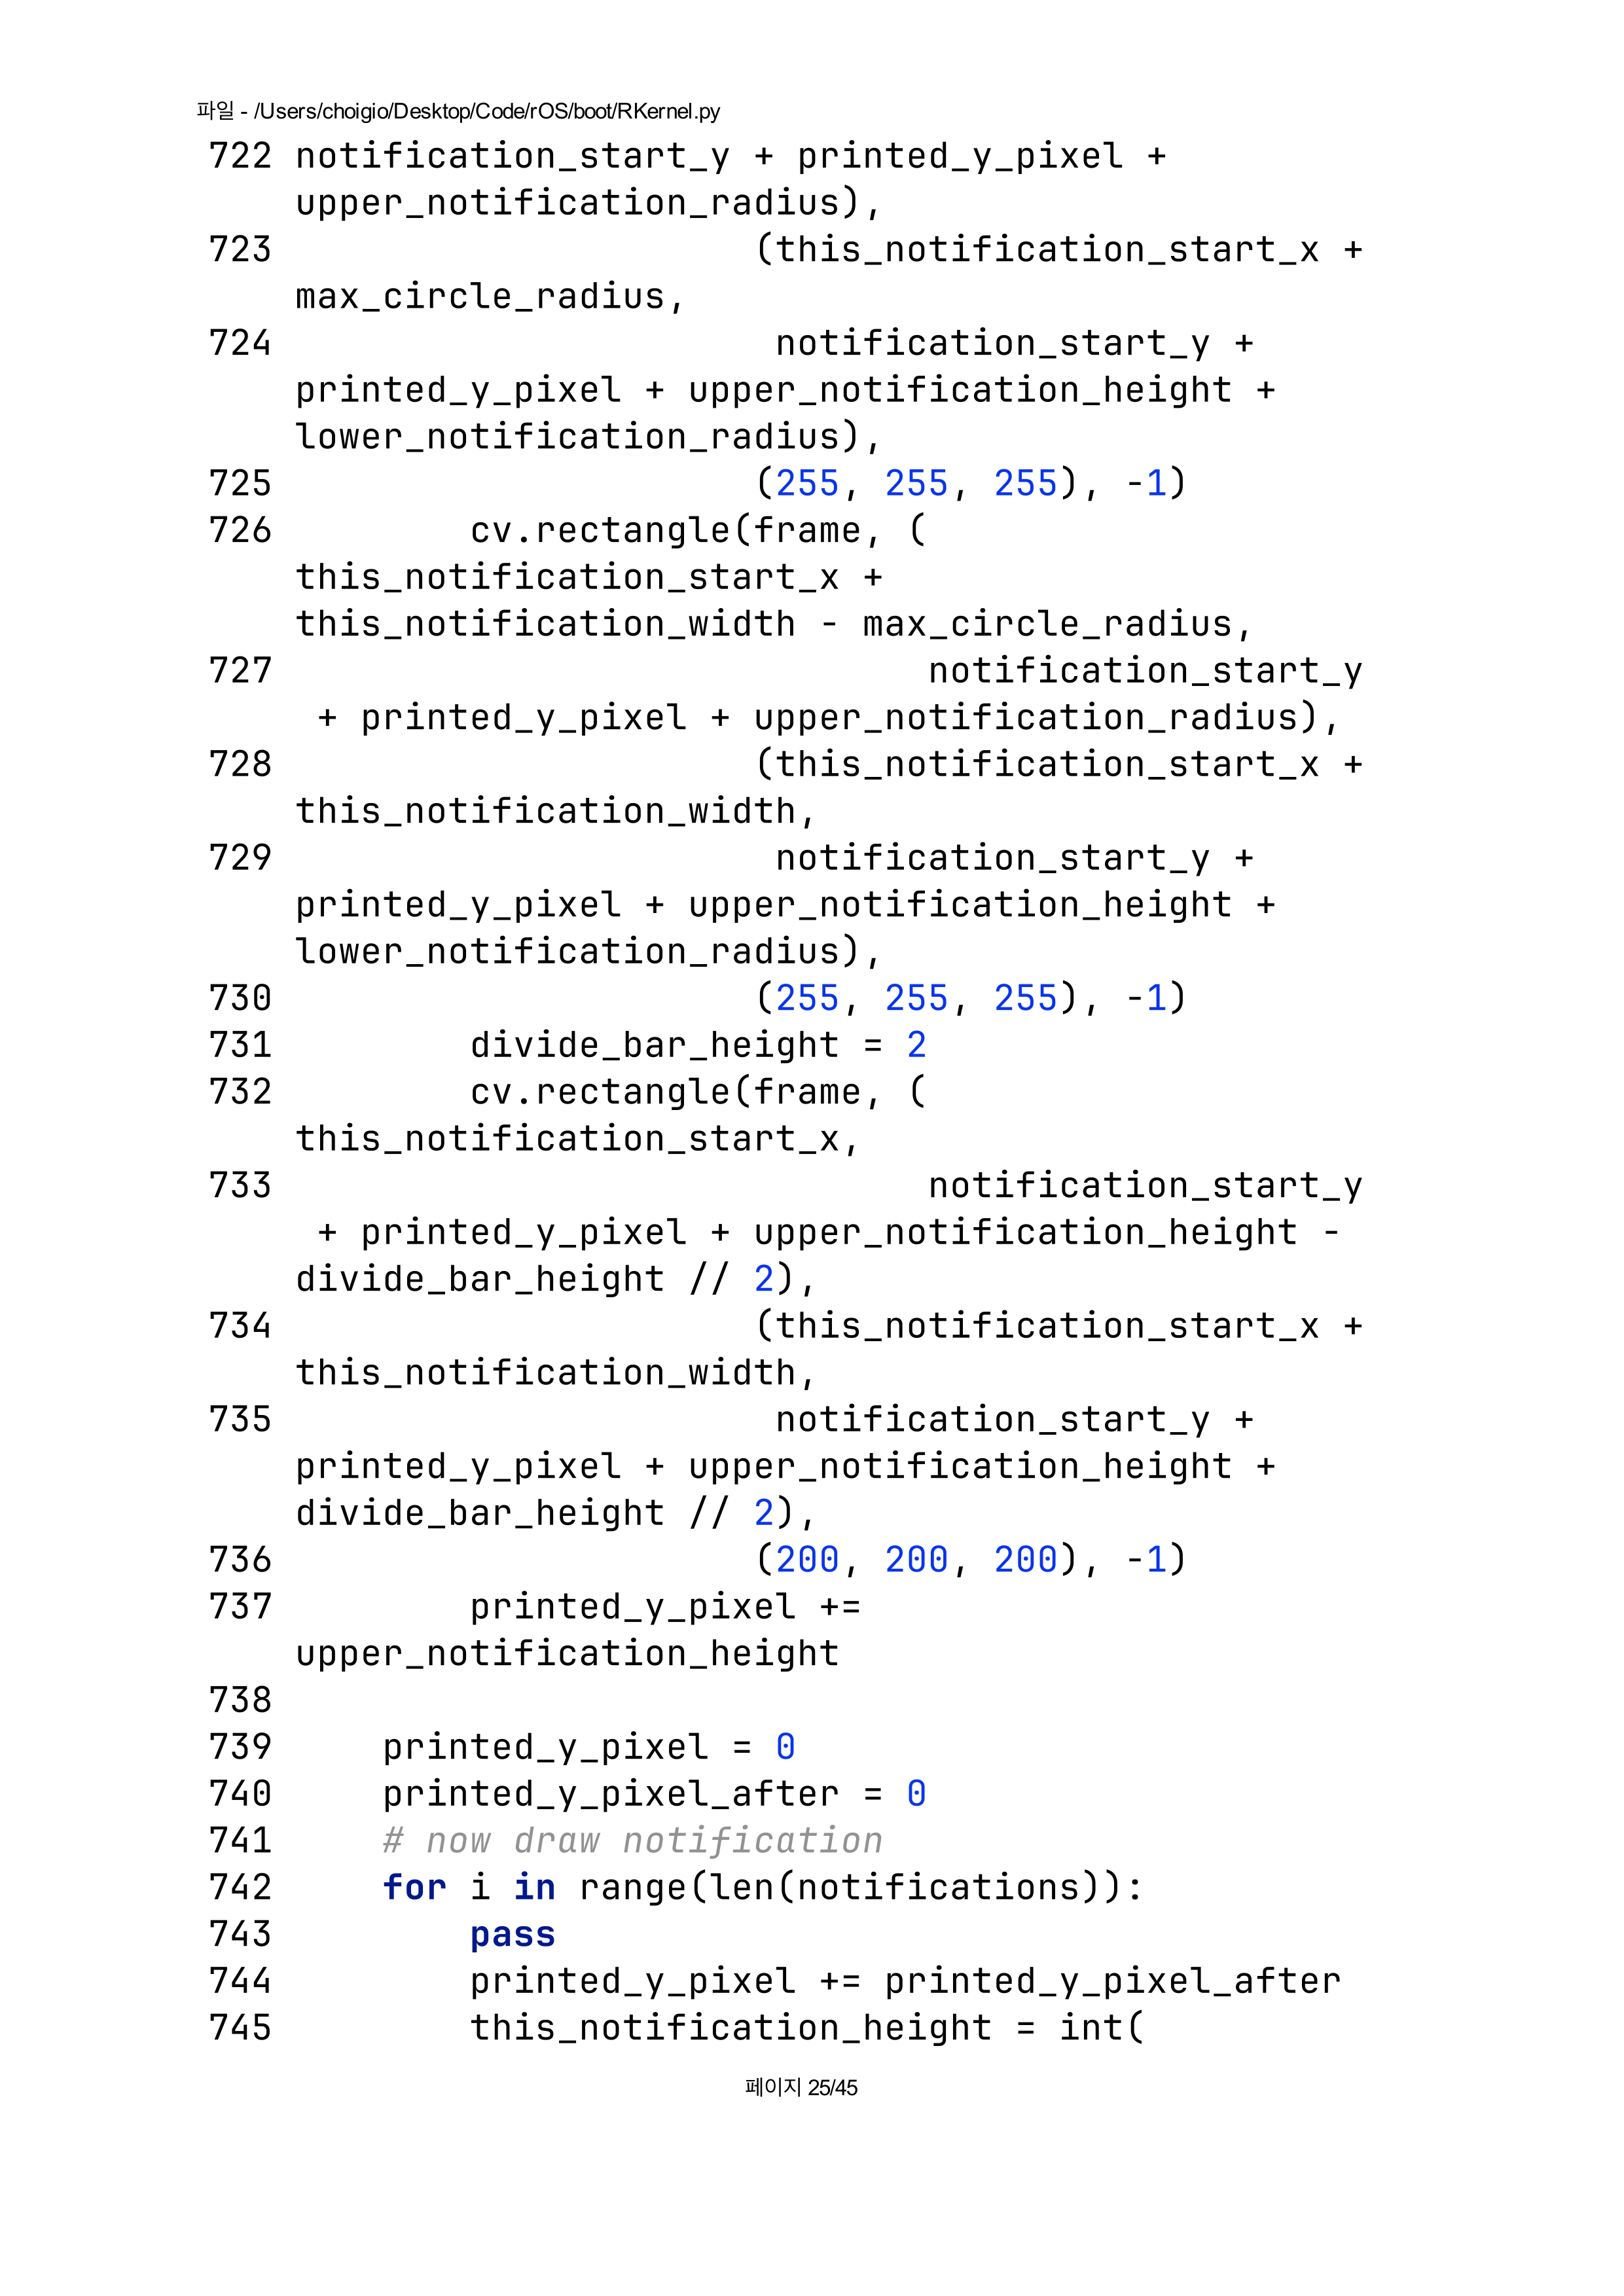 파일 - /Users/choigio/Desktop/Code/rOS/boot/RKernel.py
722 notification_start_y + printed_y_pixel +
upper_notification_radius),
723                      (this_notification_start_x +
max_circle_radius,
724                       notification_start_y +
printed_y_pixel + upper_notification_height +
lower_notification_radius),
725                      (255, 255, 255), -1)
726         cv.rectangle(frame, (
this_notification_start_x +
this_notification_width - max_circle_radius,
727                              notification_start_y
 + printed_y_pixel + upper_notification_radius),
728                      (this_notification_start_x +
this_notification_width,
729                       notification_start_y +
printed_y_pixel + upper_notification_height +
lower_notification_radius),
730                      (255, 255, 255), -1)
731         divide_bar_height = 2
732         cv.rectangle(frame, (
this_notification_start_x,
733                              notification_start_y
 + printed_y_pixel + upper_notification_height -
divide_bar_height // 2),
734                      (this_notification_start_x +
this_notification_width,
735                       notification_start_y +
printed_y_pixel + upper_notification_height +
divide_bar_height // 2),
736                      (200, 200, 200), -1)
737         printed_y_pixel +=
upper_notification_height
738
739     printed_y_pixel = 0
740     printed_y_pixel_after = 0
741     # now draw notification
742     for i in range(len(notifications)):
743         pass
744         printed_y_pixel += printed_y_pixel_after
745         this_notification_height = int(
페이지 25/45